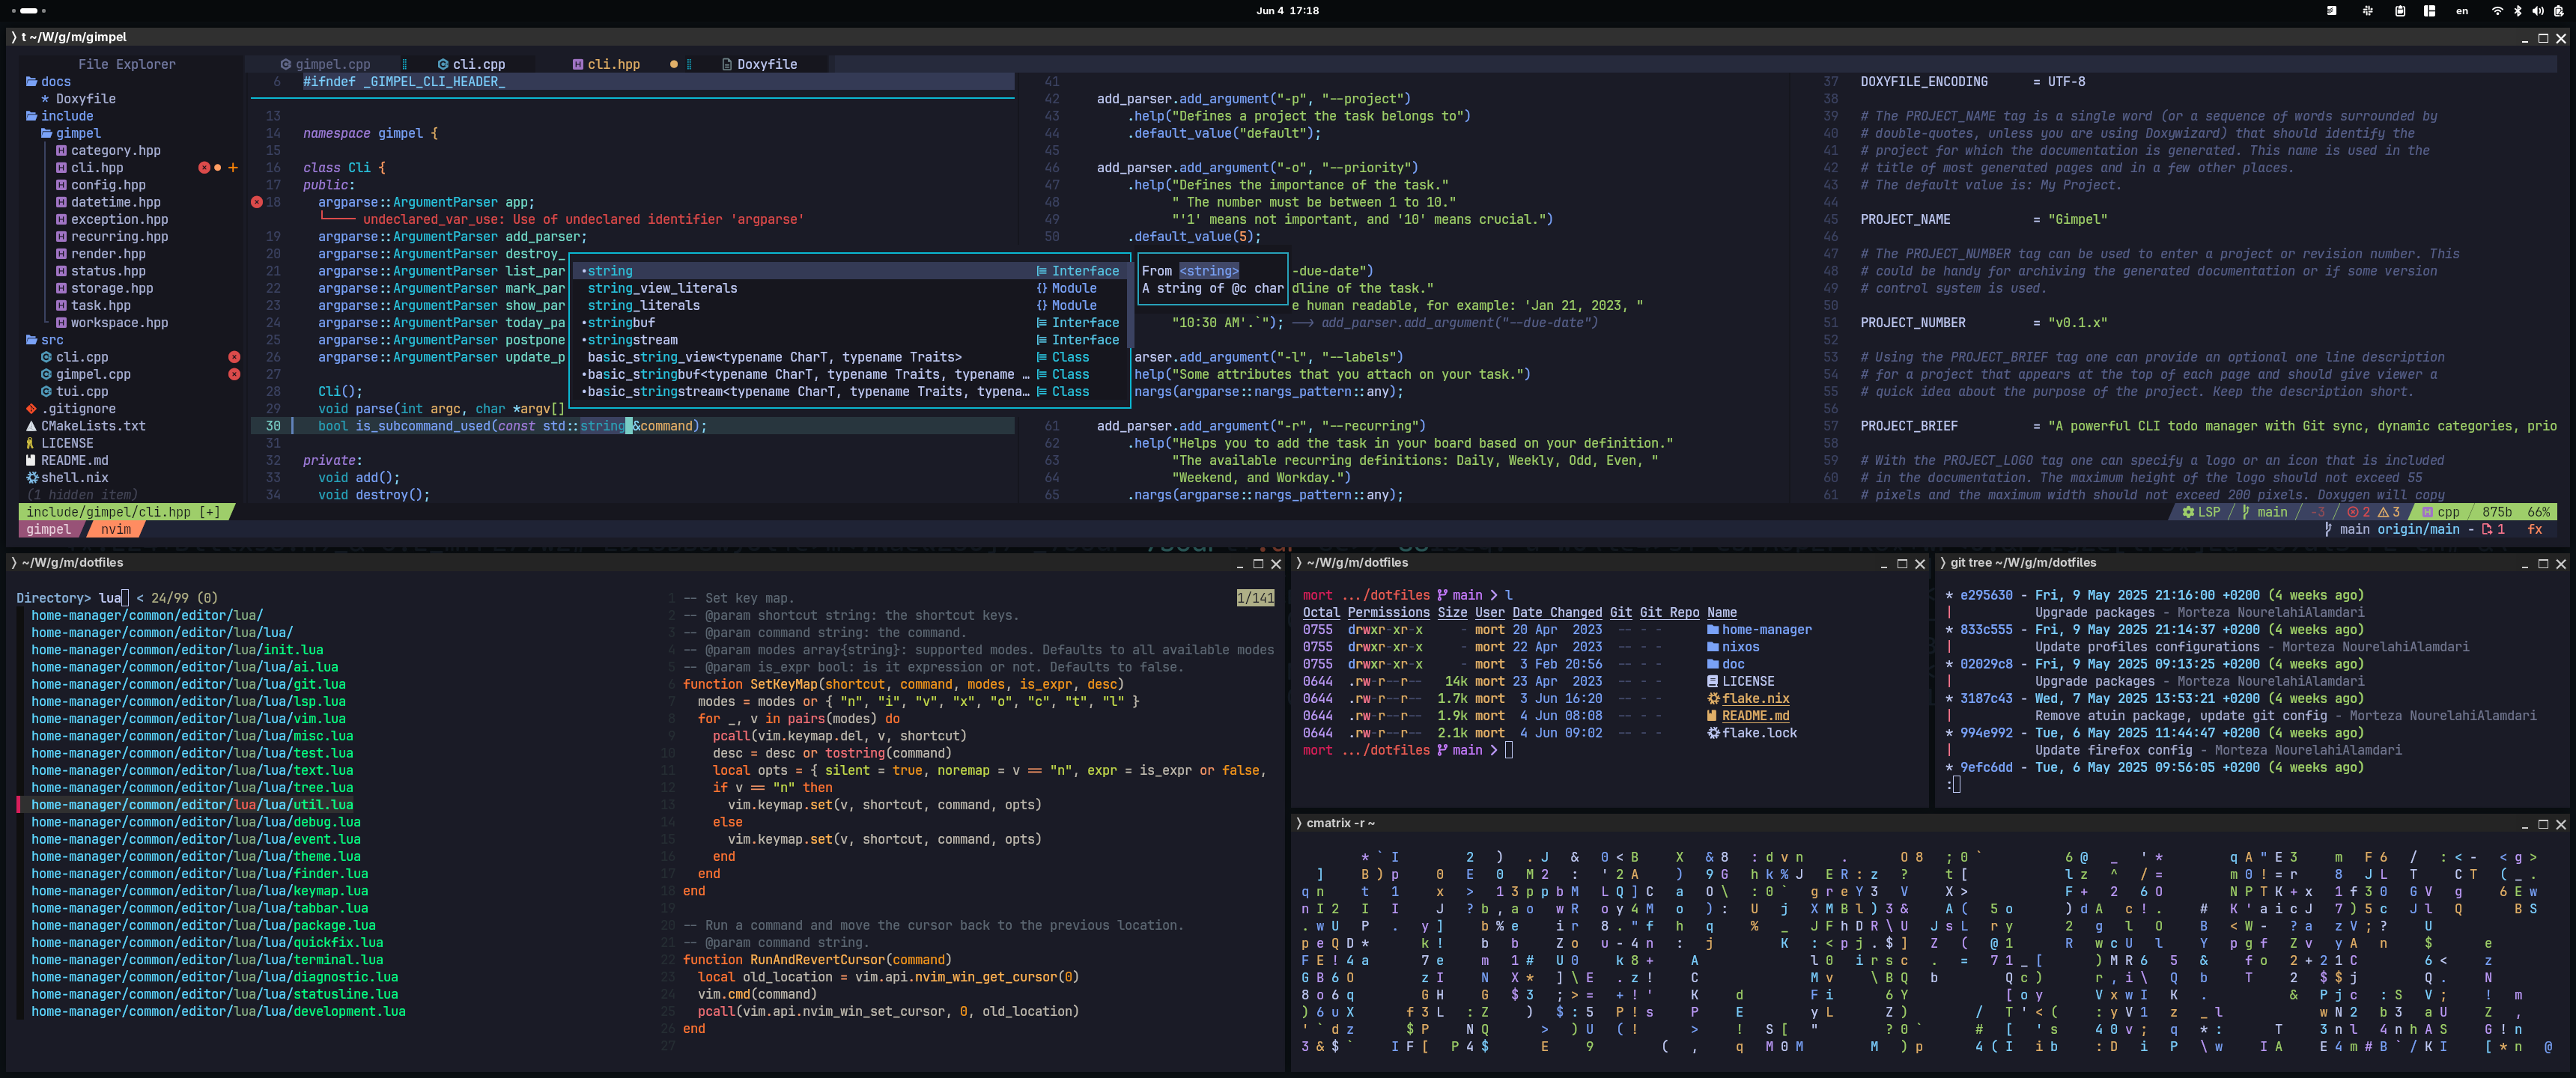 Jun 4 17:18
en
❭ t ~/W/g/m/gimpel
File Explorer
docs
* Doxyfile
include
gimpel
category.hpp
cli.hpp
config.hpp
datetime.hpp
exception.hpp
recurring.hpp
render.hpp
status.hpp
storage.hpp
task.hpp
workspace.hpp
src
cli.cpp
gimpel.cpp
tui.cpp
.gitignore
CMakeLists.txt
LICENSE
README.md
shell.nix
(1 hidden item)
gimpel.cpp
cli.cpp
cli.hpp
Doxyfile
6 #ifndef _GIMPEL_CLI_HEADER_
13
14 namespace gimpel {
15
16 class Cli {
17 public:
18 argparse::ArgumentParser app;
undeclared_var_use: Use of undeclared identifier 'argparse'
19 argparse::ArgumentParser add_parser;
20 argparse::ArgumentParser destroy_
21 argparse::ArgumentParser list_par
22 argparse::ArgumentParser mark_par
23 argparse::ArgumentParser show_par
24 argparse::ArgumentParser today_pa
25 argparse::ArgumentParser postpone
26 argparse::ArgumentParser update_p
27
28 Cli();
29 void parse(int argc, char *argv[]
30 bool is_subcommand_used(const std::string &command);
31
32 private:
33 void add();
34 void destroy();
•string Interface
string_view_literals {} Module
string_literals {} Module
•stringbuf Interface
•stringstream Interface
basic_string_view<typename CharT, typename Traits> Class
•basic_stringbuf<typename CharT, typename Traits, typename … Class
•basic_stringstream<typename CharT, typename Traits, typena… Class
From <string>
A string of @c char
41
42 add_parser.add_argument("-p", "--project")
43 .help("Defines a project the task belongs to")
44 .default_value("default");
45
46 add_parser.add_argument("-o", "--priority")
47 .help("Defines the importance of the task."
48 " The number must be between 1 to 10."
49 "'1' means not important, and '10' means crucial.")
50 .default_value(5);
-due-date")
dline of the task."
e human readable, for example: 'Jan 21, 2023, "
"10:30 AM'.`"); ──> add_parser.add_argument("--due-date")
arser.add_argument("-l", "--labels")
help("Some attributes that you attach on your task.")
nargs(argparse::nargs_pattern::any);
61 add_parser.add_argument("-r", "--recurring")
62 .help("Helps you to add the task in your board based on your definition."
63 "The available recurring definitions: Daily, Weekly, Odd, Even, "
64 "Weekend, and Workday.")
65 .nargs(argparse::nargs_pattern::any);
37 DOXYFILE_ENCODING = UTF-8
38
39 # The PROJECT_NAME tag is a single word (or a sequence of words surrounded by
40 # double-quotes, unless you are using Doxywizard) that should identify the
41 # project for which the documentation is generated. This name is used in the
42 # title of most generated pages and in a few other places.
43 # The default value is: My Project.
44
45 PROJECT_NAME = "Gimpel"
46
47 # The PROJECT_NUMBER tag can be used to enter a project or revision number. This
48 # could be handy for archiving the generated documentation or if some version
49 # control system is used.
50
51 PROJECT_NUMBER = "v0.1.x"
52
53 # Using the PROJECT_BRIEF tag one can provide an optional one line description
54 # for a project that appears at the top of each page and should give viewer a
55 # quick idea about the purpose of the project. Keep the description short.
56
57 PROJECT_BRIEF = "A powerful CLI todo manager with Git sync, dynamic categories, prio
58
59 # With the PROJECT_LOGO tag one can specify a logo or an icon that is included
60 # in the documentation. The maximum height of the logo should not exceed 55
61 # pixels and the maximum width should not exceed 200 pixels. Doxygen will copy
include/gimpel/cli.hpp [+]
LSP main -3 2 3 cpp 875b 66%
gimpel nvim
main origin/main - 1 fx
❭ ~/W/g/m/dotfiles
Directory> lua < 24/99 (0)
home-manager/common/editor/lua/
home-manager/common/editor/lua/lua/
home-manager/common/editor/lua/init.lua
home-manager/common/editor/lua/lua/ai.lua
home-manager/common/editor/lua/lua/git.lua
home-manager/common/editor/lua/lua/lsp.lua
home-manager/common/editor/lua/lua/vim.lua
home-manager/common/editor/lua/lua/misc.lua
home-manager/common/editor/lua/lua/test.lua
home-manager/common/editor/lua/lua/text.lua
home-manager/common/editor/lua/lua/tree.lua
home-manager/common/editor/lua/lua/util.lua
home-manager/common/editor/lua/lua/debug.lua
home-manager/common/editor/lua/lua/event.lua
home-manager/common/editor/lua/lua/theme.lua
home-manager/common/editor/lua/lua/finder.lua
home-manager/common/editor/lua/lua/keymap.lua
home-manager/common/editor/lua/lua/tabbar.lua
home-manager/common/editor/lua/lua/package.lua
home-manager/common/editor/lua/lua/quickfix.lua
home-manager/common/editor/lua/lua/terminal.lua
home-manager/common/editor/lua/lua/diagnostic.lua
home-manager/common/editor/lua/lua/statusline.lua
home-manager/common/editor/lua/lua/development.lua
1/141
1 -- Set key map.
2 -- @param shortcut string: the shortcut keys.
3 -- @param command string: the command.
4 -- @param modes array{string}: supported modes. Defaults to all available modes
5 -- @param is_expr bool: is it expression or not. Defaults to false.
6 function SetKeyMap(shortcut, command, modes, is_expr, desc)
7 modes = modes or { "n", "i", "v", "x", "o", "c", "t", "l" }
8 for _, v in pairs(modes) do
9 pcall(vim.keymap.del, v, shortcut)
10 desc = desc or tostring(command)
11 local opts = { silent = true, noremap = v == "n", expr = is_expr or false,
12 if v == "n" then
13 vim.keymap.set(v, shortcut, command, opts)
14 else
15 vim.keymap.set(v, shortcut, command, opts)
16 end
17 end
18 end
19
20 -- Run a command and move the cursor back to the previous location.
21 -- @param command string.
22 function RunAndRevertCursor(command)
23 local old_location = vim.api.nvim_win_get_cursor(0)
24 vim.cmd(command)
25 pcall(vim.api.nvim_win_set_cursor, 0, old_location)
26 end
27
❭ ~/W/g/m/dotfiles
mort .../dotfiles main ❯ l
Octal Permissions Size User Date Changed Git Git Repo Name
0755 drwxr-xr-x - mort 20 Apr 2023 -- - - home-manager
0755 drwxr-xr-x - mort 22 Apr 2023 -- - - nixos
0755 drwxr-xr-x - mort 3 Feb 20:56 -- - - doc
0644 .rw-r--r-- 14k mort 23 Apr 2023 -- - - LICENSE
0644 .rw-r--r-- 1.7k mort 3 Jun 16:20 -- - - flake.nix
0644 .rw-r--r-- 1.9k mort 4 Jun 08:08 -- - - README.md
0644 .rw-r--r-- 2.1k mort 4 Jun 09:02 -- - - flake.lock
mort .../dotfiles main ❯
❭ git tree ~/W/g/m/dotfiles
* e295630 - Fri, 9 May 2025 21:16:00 +0200 (4 weeks ago)
| Upgrade packages - Morteza NourelahiAlamdari
* 833c555 - Fri, 9 May 2025 21:14:37 +0200 (4 weeks ago)
| Update profiles configurations - Morteza NourelahiAlamdari
* 02029c8 - Fri, 9 May 2025 09:13:25 +0200 (4 weeks ago)
| Upgrade packages - Morteza NourelahiAlamdari
* 3187c43 - Wed, 7 May 2025 13:53:21 +0200 (4 weeks ago)
| Remove atuin package, update git config - Morteza NourelahiAlamdari
* 994e992 - Tue, 6 May 2025 11:44:47 +0200 (4 weeks ago)
| Update firefox config - Morteza NourelahiAlamdari
* 9efc6dd - Tue, 6 May 2025 09:56:05 +0200 (4 weeks ago)
:
❭ cmatrix -r ~